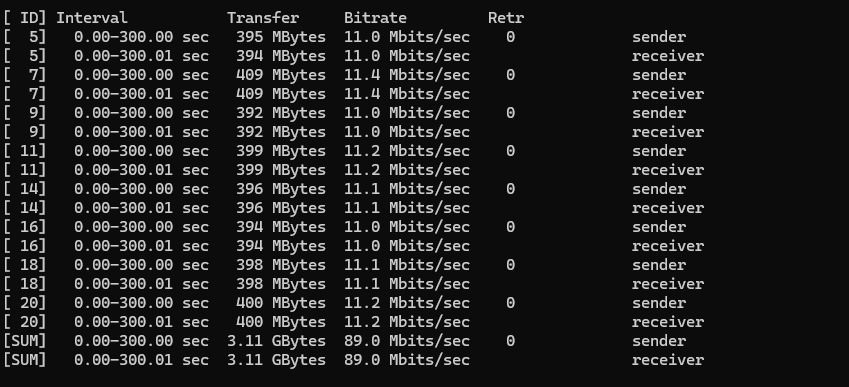 [ ID] Interval           Transfer     Bitrate         Retr
[  5]   0.00-300.00 sec   395 MBytes  11.0 Mbits/sec    0             sender
[  5]   0.00-300.01 sec   394 MBytes  11.0 Mbits/sec                  receiver
[  7]   0.00-300.00 sec   409 MBytes  11.4 Mbits/sec    0             sender
[  7]   0.00-300.01 sec   409 MBytes  11.4 Mbits/sec                  receiver
[  9]   0.00-300.00 sec   392 MBytes  11.0 Mbits/sec    0             sender
[  9]   0.00-300.01 sec   392 MBytes  11.0 Mbits/sec                  receiver
[ 11]   0.00-300.00 sec   399 MBytes  11.2 Mbits/sec    0             sender
[ 11]   0.00-300.01 sec   399 MBytes  11.2 Mbits/sec                  receiver
[ 14]   0.00-300.00 sec   396 MBytes  11.1 Mbits/sec    0             sender
[ 14]   0.00-300.01 sec   396 MBytes  11.1 Mbits/sec                  receiver
[ 16]   0.00-300.00 sec   394 MBytes  11.0 Mbits/sec    0             sender
[ 16]   0.00-300.01 sec   394 MBytes  11.0 Mbits/sec                  receiver
[ 18]   0.00-300.00 sec   398 MBytes  11.1 Mbits/sec    0             sender
[ 18]   0.00-300.01 sec   398 MBytes  11.1 Mbits/sec                  receiver
[ 20]   0.00-300.00 sec   400 MBytes  11.2 Mbits/sec    0             sender
[ 20]   0.00-300.01 sec   400 MBytes  11.2 Mbits/sec                  receiver
[SUM]   0.00-300.00 sec  3.11 GBytes  89.0 Mbits/sec    0             sender
[SUM]   0.00-300.01 sec  3.11 GBytes  89.0 Mbits/sec                  receiver